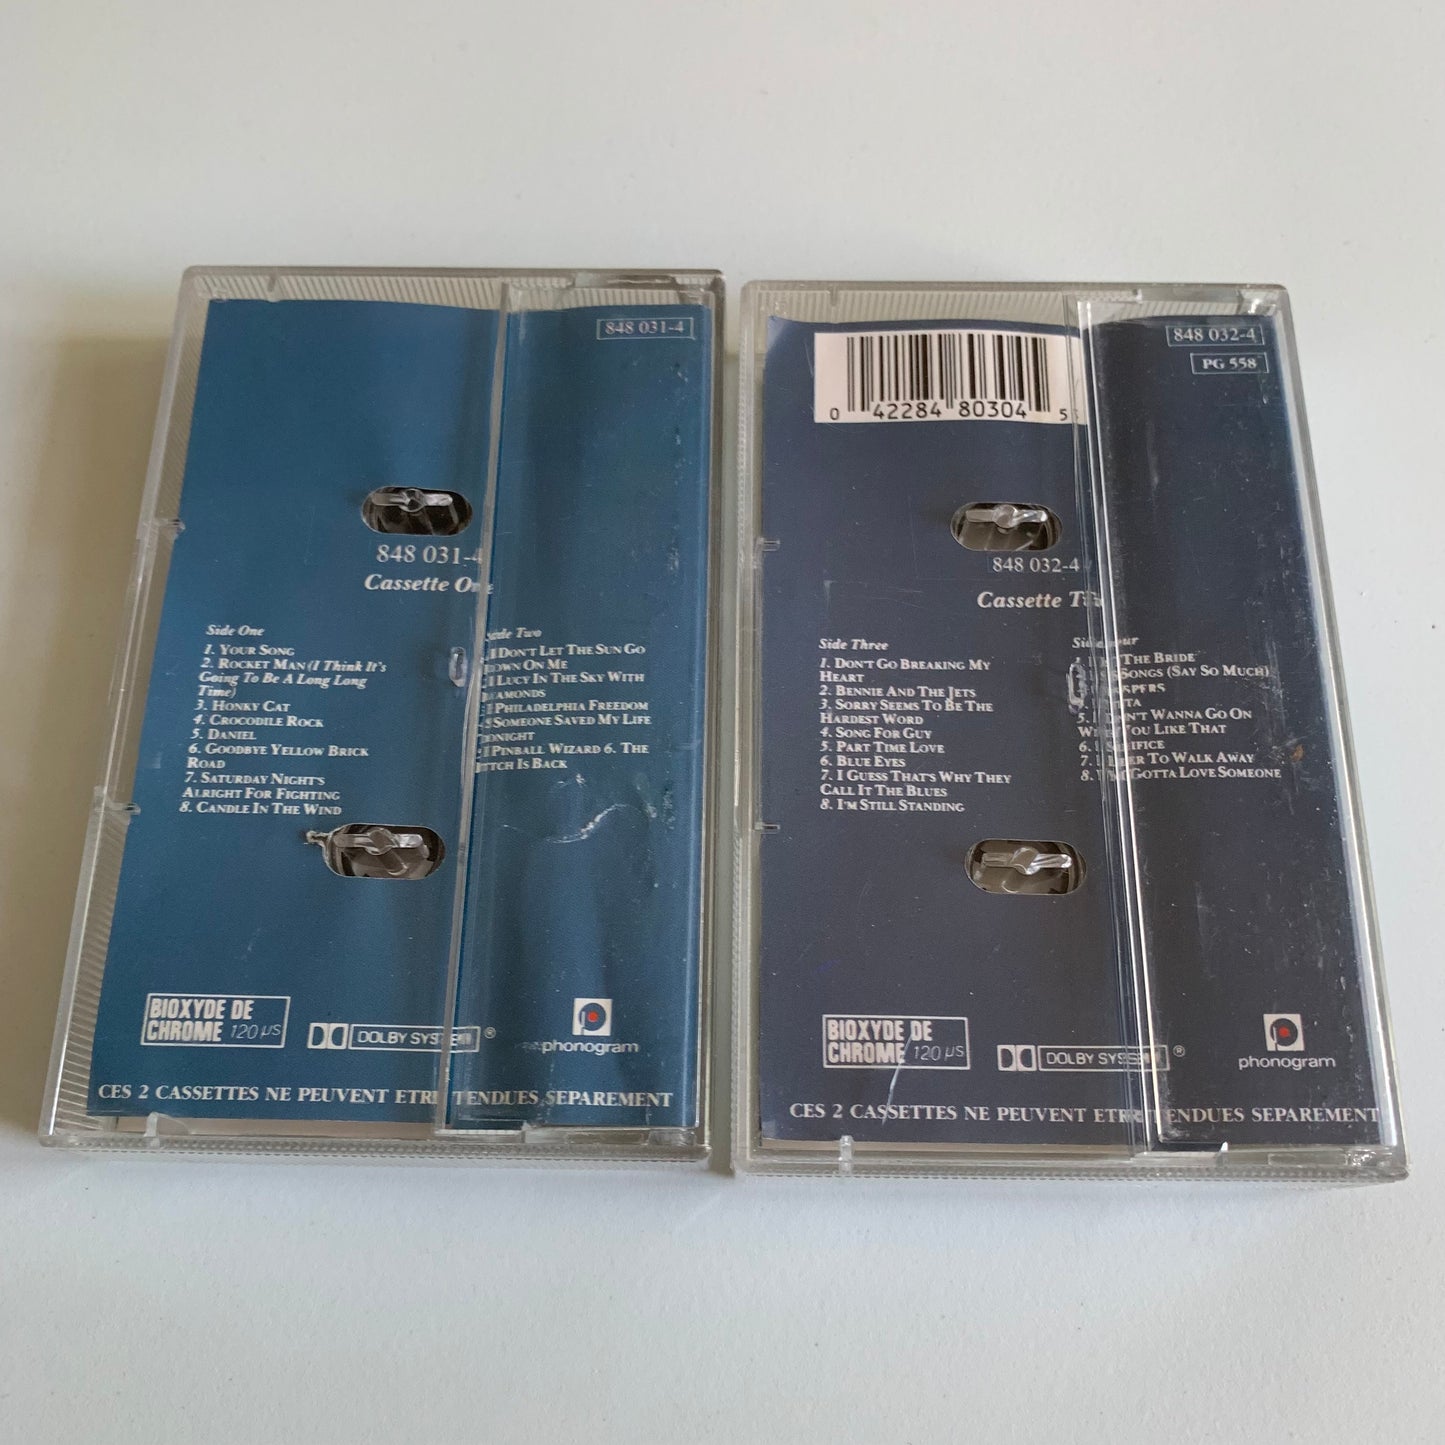 848 031-4
848 031-4
Cassette One
Side One
1. YOUR SONG
2. ROCKET MAN (I Think It's
Going To Be A Long Long
Time)
3. HONKY CAT
4. CROCODILE ROCK
5. DANIEL
6. GOODBYE YELLOW BRICK
ROAD
7. SATURDAY NIGHT'S
ALRIGHT FOR FIGHTING
8. CANDLE IN THE WIND
Two
DON'T LET THE SUN GO
DOWN ON ME
LUCY IN THE SKY WITH
DIAMONDS
PHILADELPHIA FREEDOM
SOMEONE SAVED MY LIFE
TONIGHT
PINBALL WIZARD 6. THE
BITCH IS BACK
BIOXYDE DE
CHROME 120 µs
DOLBY SYSTEM ®
phonogram
CES 2 CASSETTES NE PEUVENT ETRE VENDUES SEPAREMENT
848 032-4
PG 558
0 42284 80304 5
848 032-4
Cassette Two
Side Three
1. DON'T GO BREAKING MY
HEART
2. BENNIE AND THE JETS
3. SORRY SEEMS TO BE THE
HARDEST WORD
4. SONG FOR GUY
5. PART TIME LOVE
6. BLUE EYES
7. I GUESS THAT'S WHY THEY
CALL IT THE BLUES
8. I'M STILL STANDING
Side Four
THE BRIDE
SONGS (SAY SO MUCH)
WANNA GO ON
YOU LIKE THAT
TO WALK AWAY
8. GOTTA LOVE SOMEONE
BIOXYDE DE
CHROME 120 µs
DOLBY SYSTEM ®
phonogram
CES 2 CASSETTES NE PEUVENT ETRE VENDUES SEPAREMENT